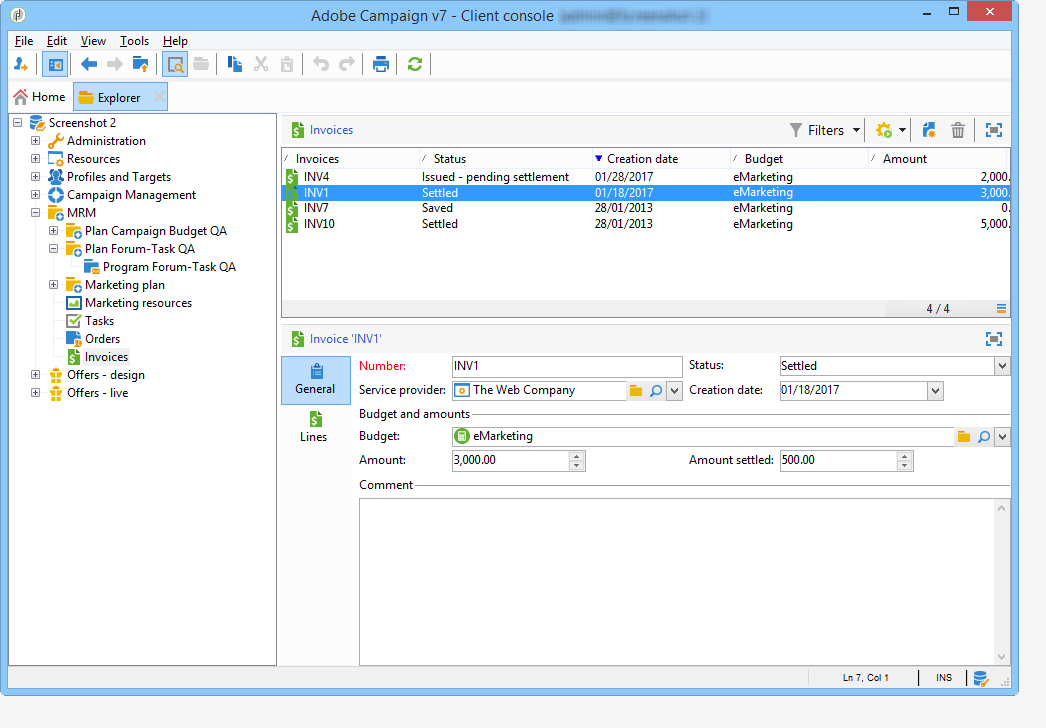 Adobe Campaign v7 - Client console
File Edit View Tools Help
Home Explorer
Screenshot 2
Administration
Resources
Profiles and Targets
Campaign Management
MRM
Plan Campaign Budget QA
Plan Forum-Task QA
Program Forum-Task QA
Marketing plan
Marketing resources
Tasks
Orders
Invoices
Offers - design
Offers - live
Invoices Filters
Invoices Status Creation date Budget Amount
INV4 Issued - pending settlement 01/28/2017 eMarketing 2,000.
INV1 Settled 01/18/2017 eMarketing 3,000.
INV7 Saved 28/01/2013 eMarketing 0.
INV10 Settled 28/01/2013 eMarketing 5,000.
4 / 4
Invoice 'INV1'
General
Lines
Number: INV1 Status: Settled
Service provider: The Web Company Creation date: 01/18/2017
Budget and amounts
Budget: eMarketing
Amount: 3,000.00 Amount settled: 500.00
Comment
Ln 7, Col 1 INS